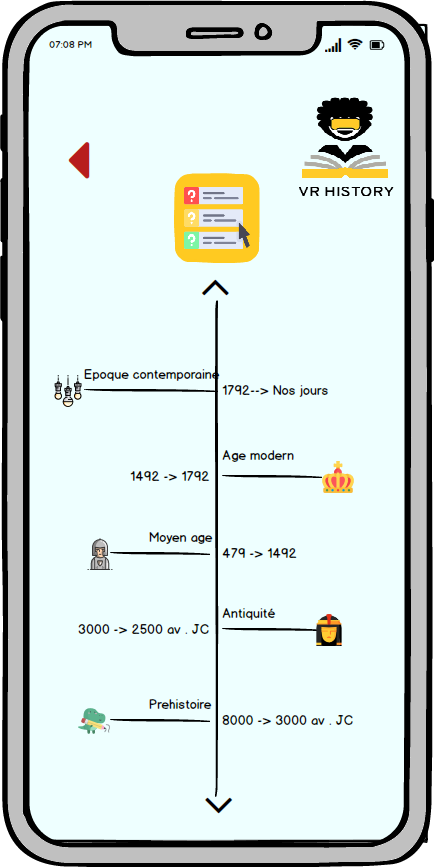 07:08 PM
VR HISTORY
?
?
?
Epoque contemporaine
1792--> Nos jours
Age modern
1492 -> 1792
Moyen age
479 -> 1492
Antiquité
3000 -> 2500 av . JC
Prehistoire
8000 -> 3000 av . JC